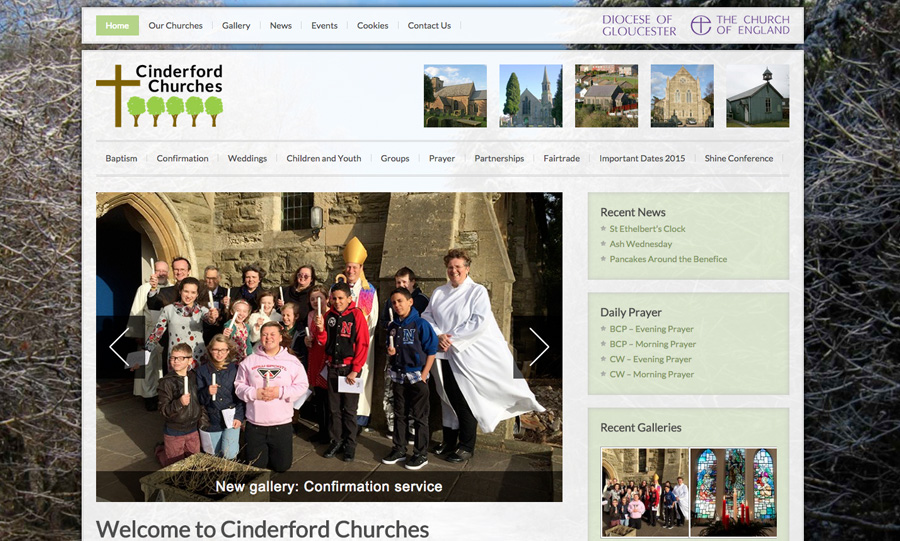 Home
Our Churches
Gallery
News
Events
Cookies
Contact Us
DIOCESE OF
GLOUCESTER
THE CHURCH
OF ENGLAND
Cinderford
Churches
Baptism
Confirmation
Weddings
Children and Youth
Groups
Prayer
Partnerships
Fairtrade
Important Dates 2015
Shine Conference
N
N
New gallery: Confirmation service
Welcome to Cinderford Churches
Recent News
St Ethelbert's Clock
Ash Wednesday
Pancakes Around the Benefice
Daily Prayer
BCP – Evening Prayer
BCP – Morning Prayer
CW – Evening Prayer
CW – Morning Prayer
Recent Galleries